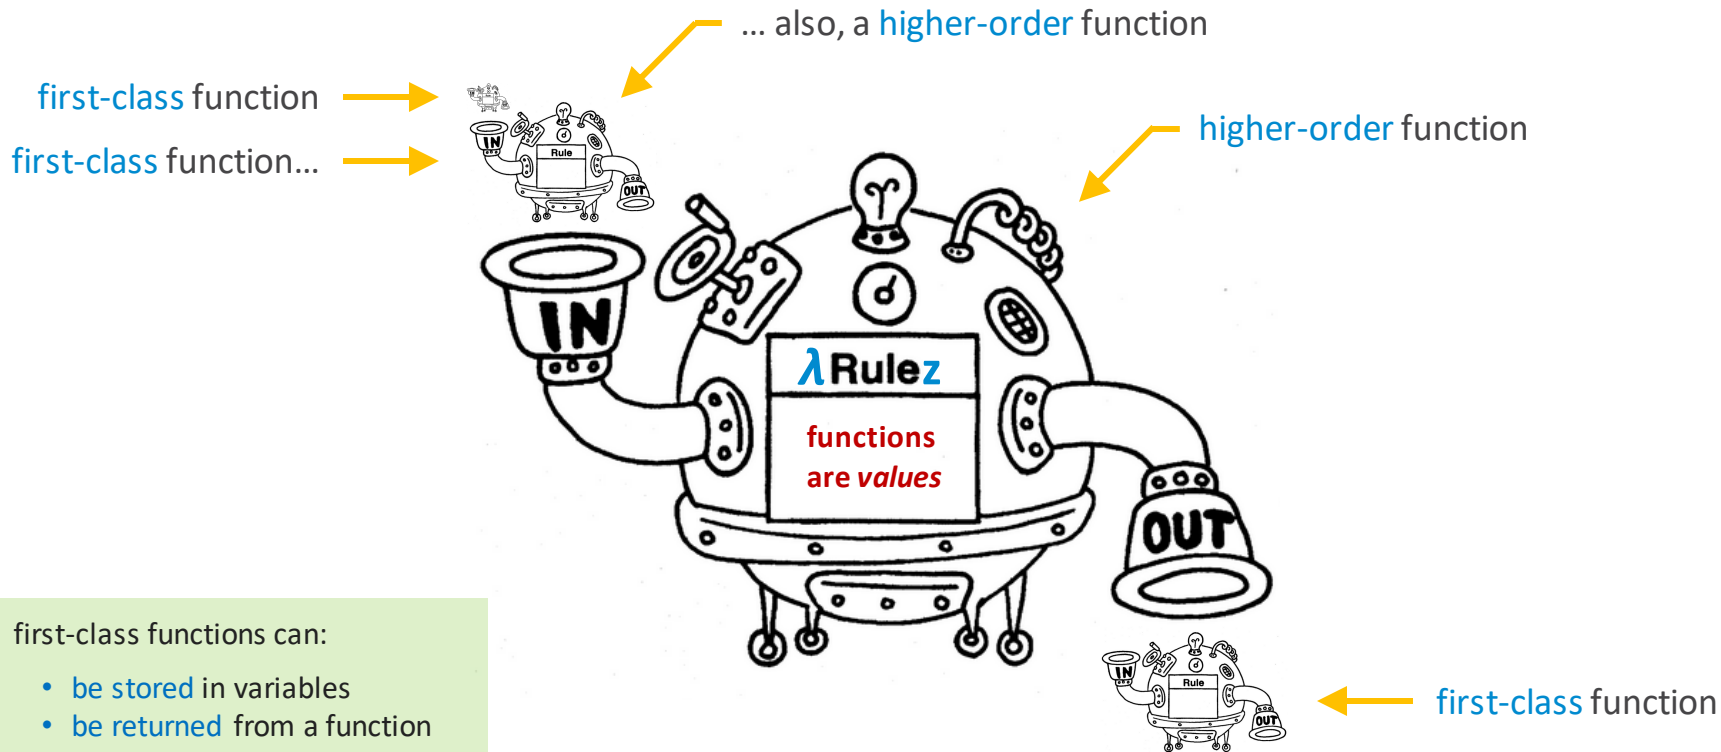 ... also, a higher-order function
first-class function
first-class function...
higher-order function
IN
Rule
OUT
IN
λRulez
functions
are values
OUT
first-class functions can:
• be stored in variables
• be returned from a function
IN
Rule
OUT
first-class function